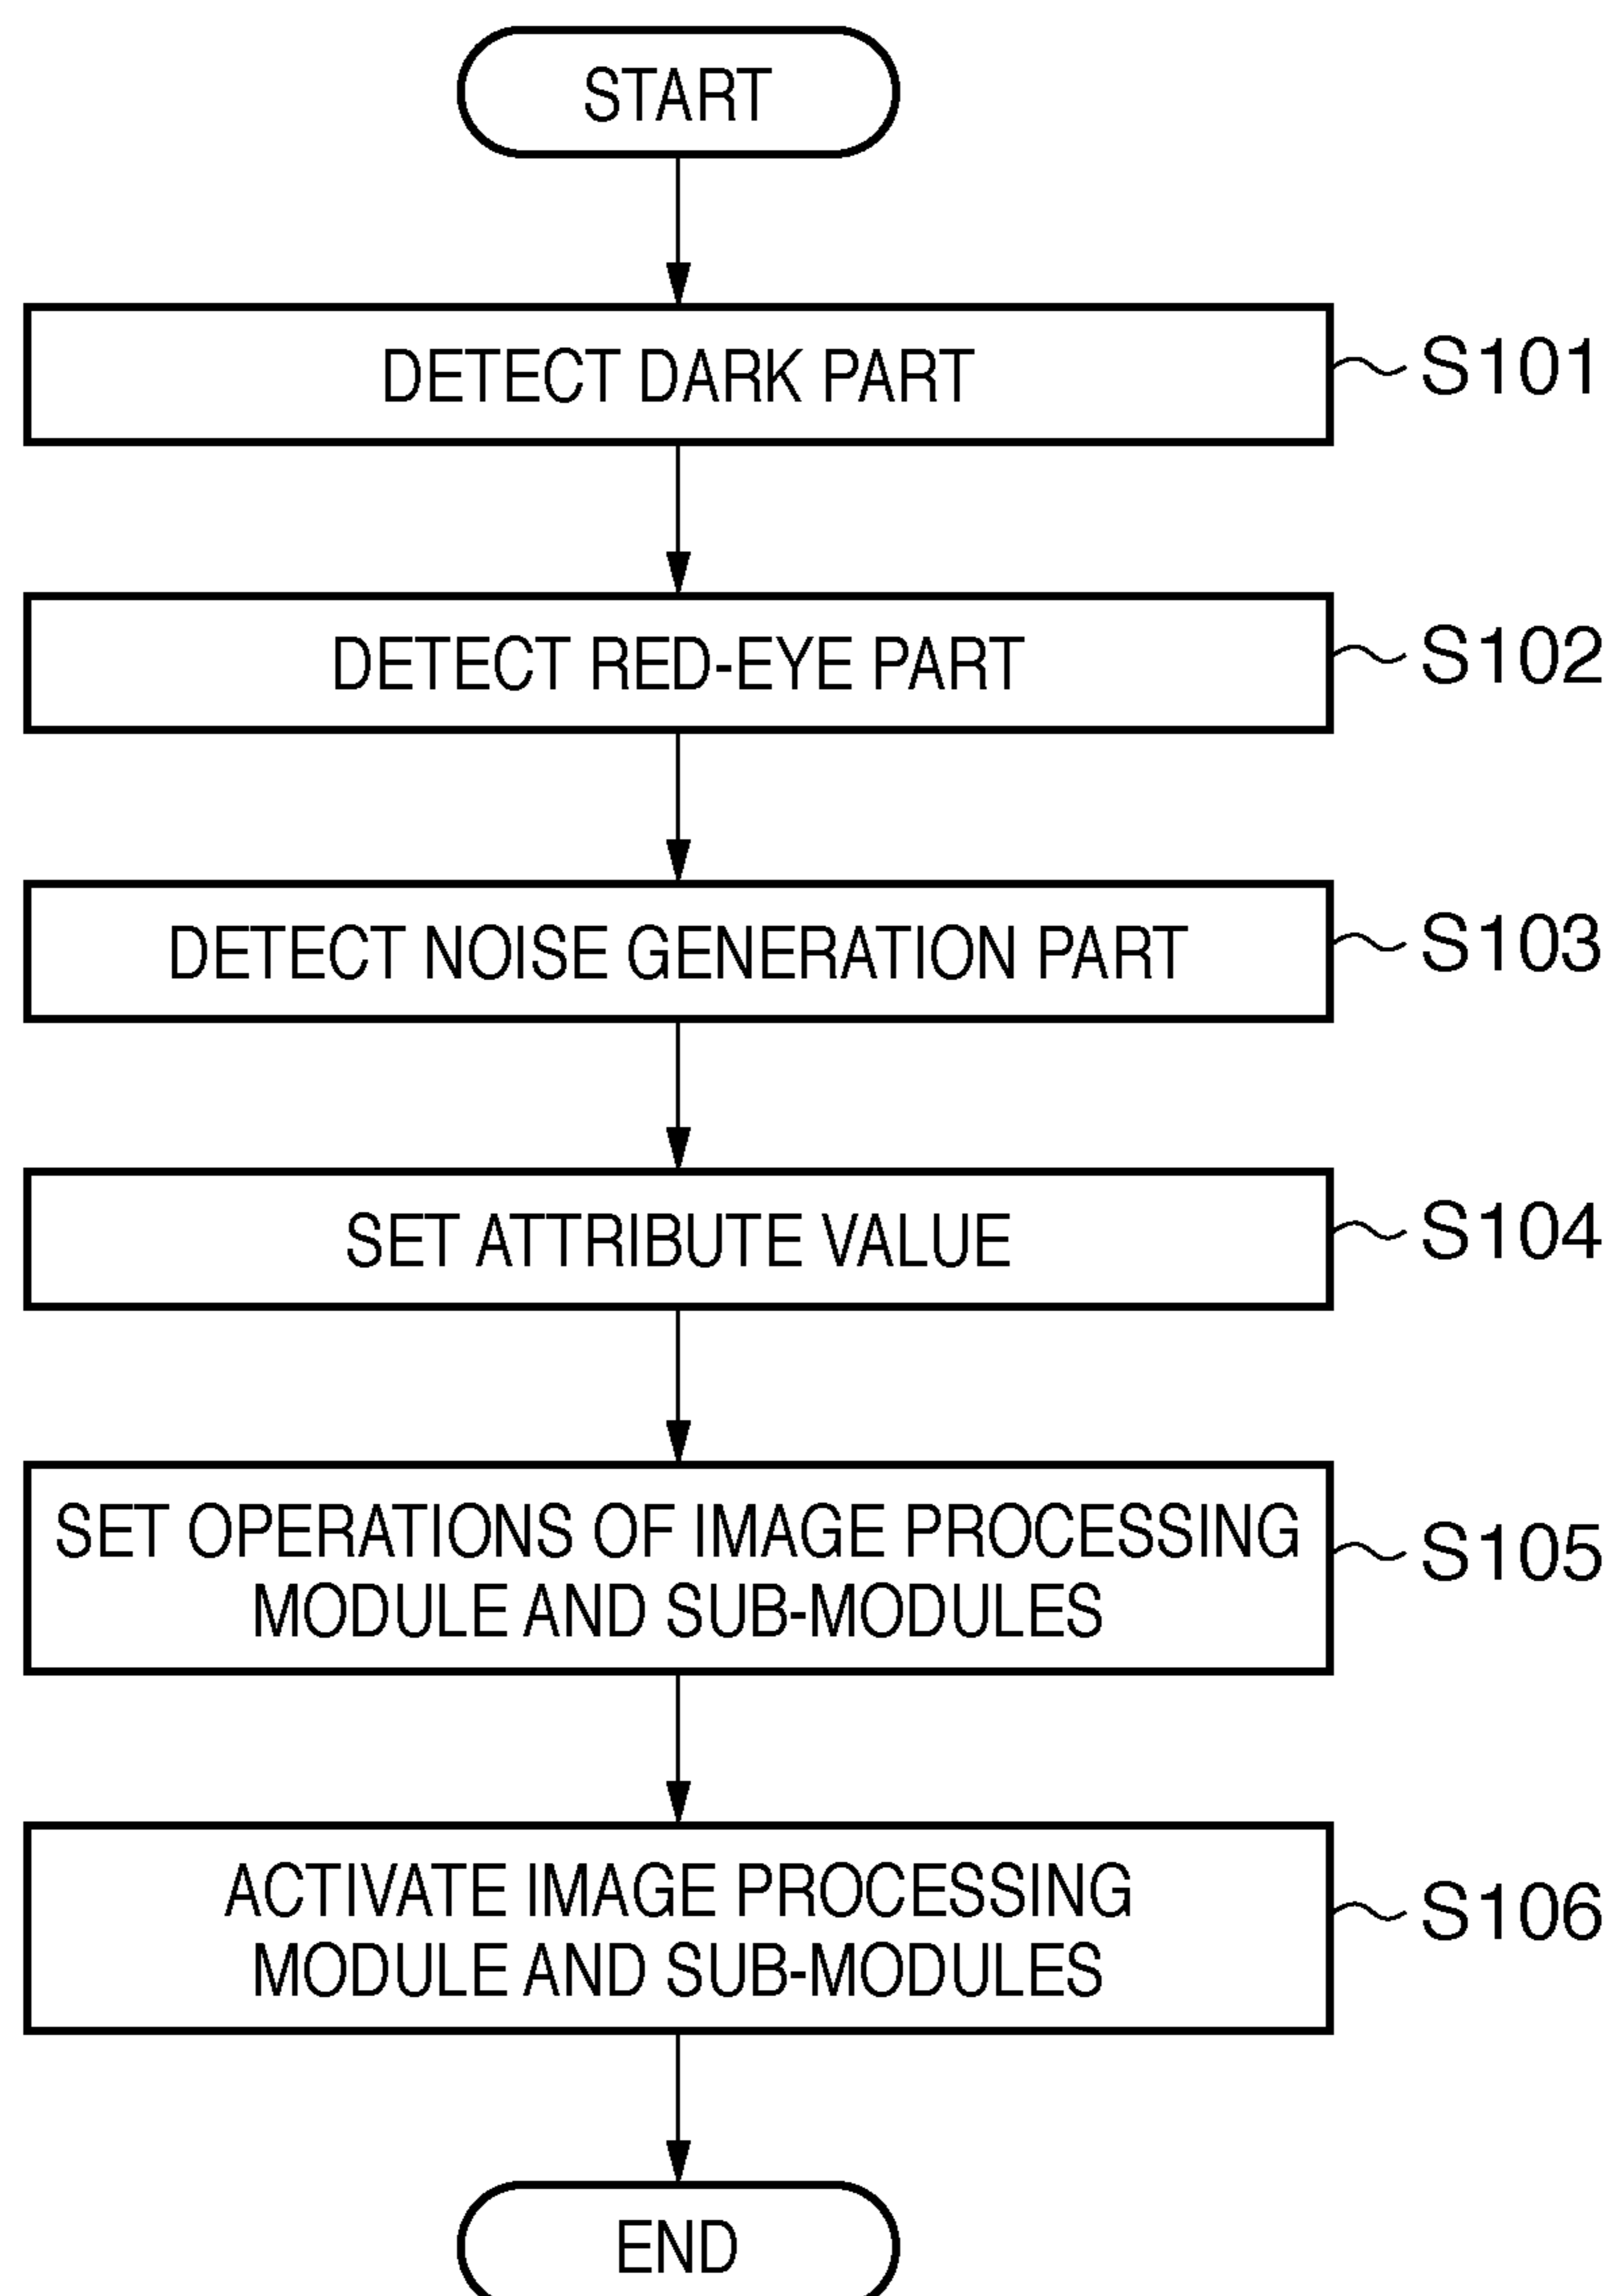 START
DETECT DARK PART
S101
DETECT RED-EYE PART
S102
DETECT NOISE GENERATION PART
S103
SET ATTRIBUTE VALUE
S104
SET OPERATIONS OF IMAGE PROCESSING
MODULE AND SUB-MODULES
S105
ACTIVATE IMAGE PROCESSING
MODULE AND SUB-MODULES
S106
END